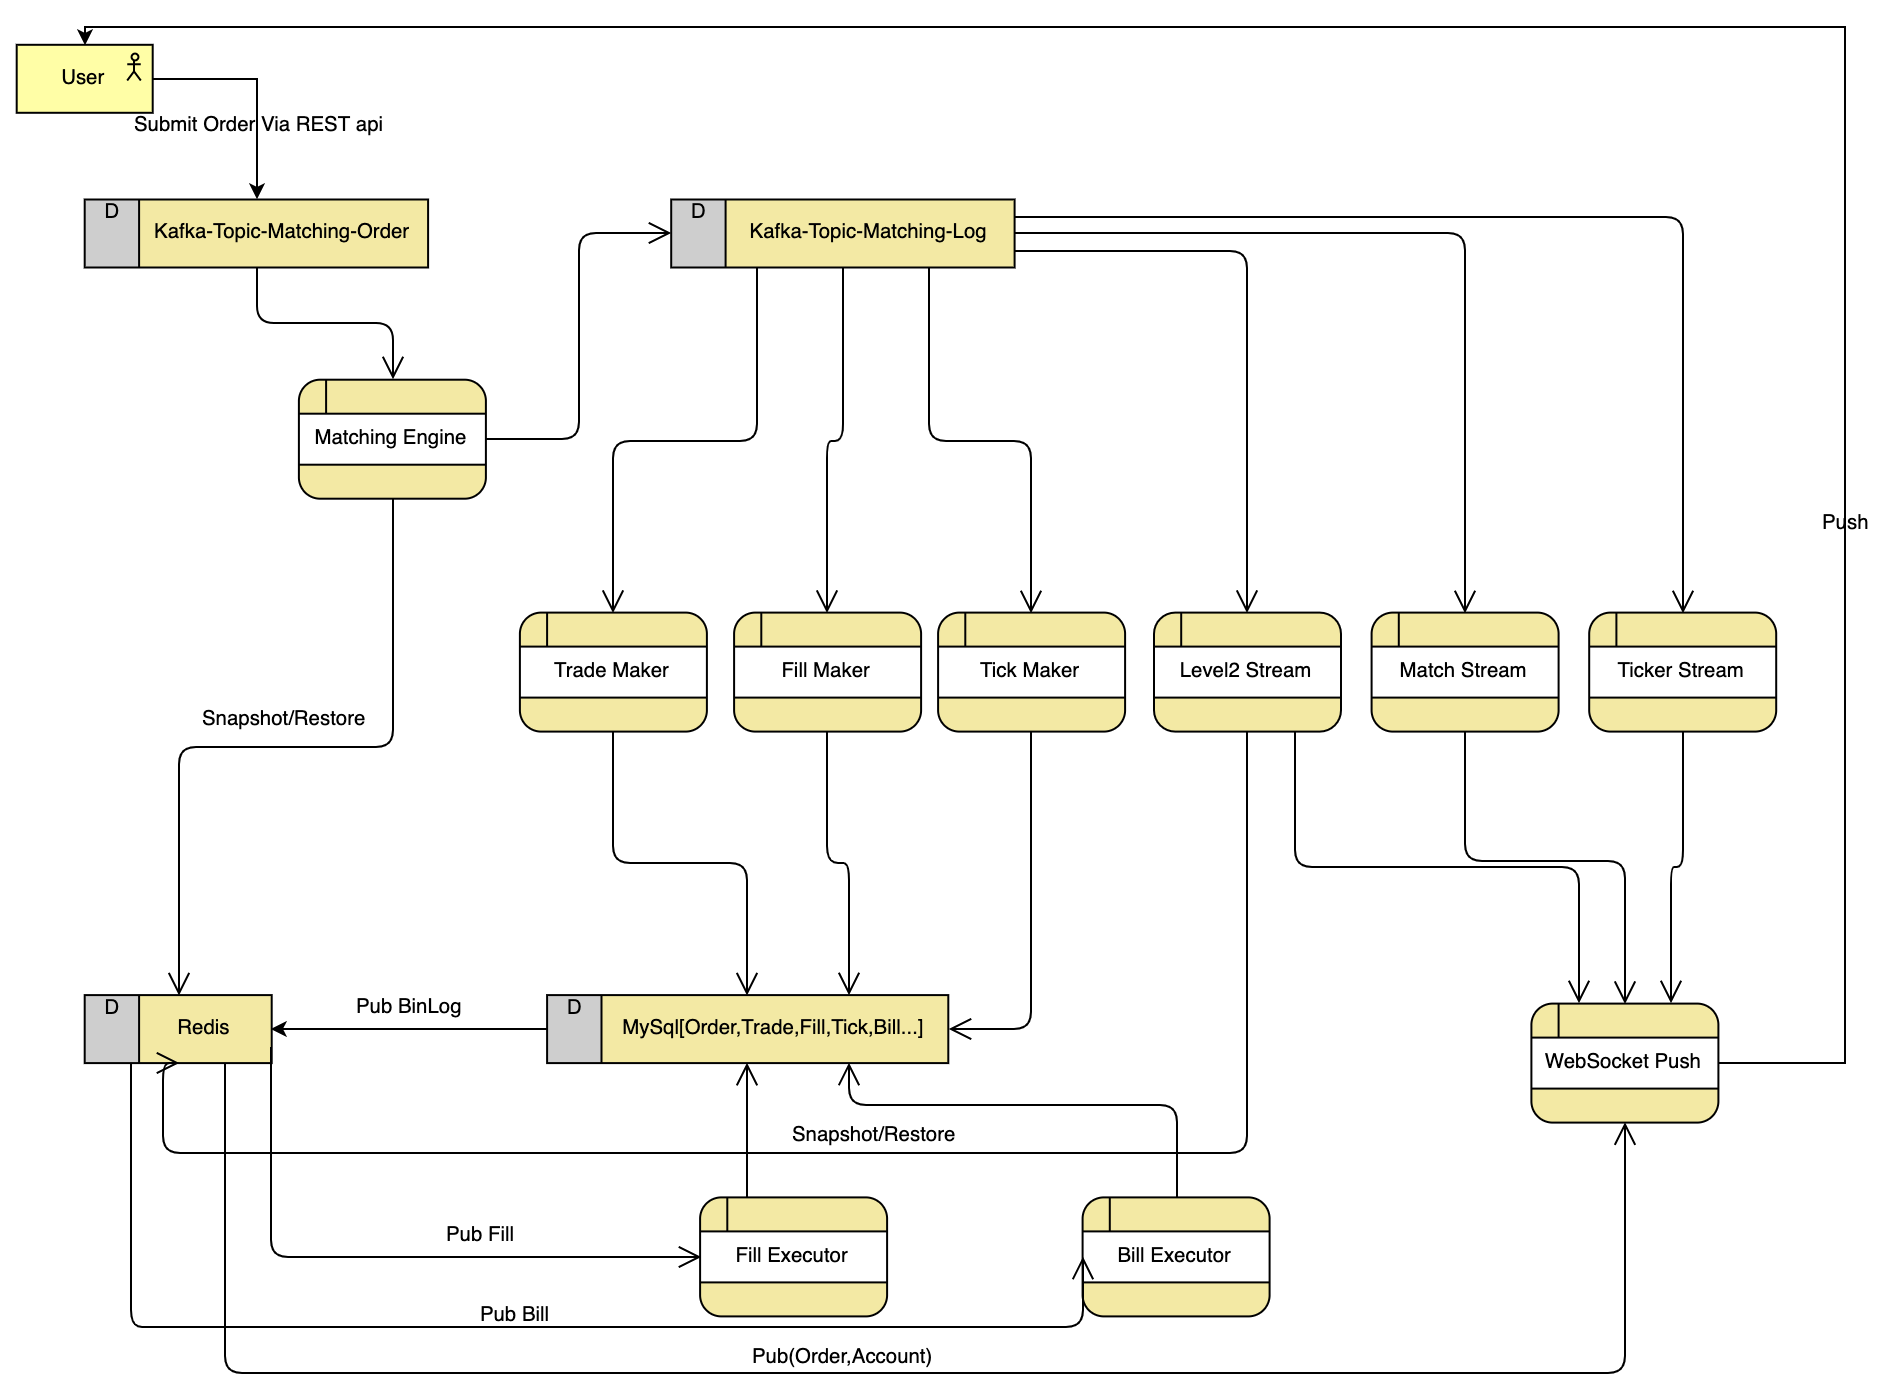 User
Submit Order Via REST api
D
Kafka-Topic-Matching-Order
D
Kafka-Topic-Matching-Log
Matching Engine
Push
Trade Maker
Fill Maker
Tick Maker
Level2 Stream
Match Stream
Ticker Stream
Snapshot/Restore
D
Redis
Pub BinLog
D
MySql[Order,Trade,Fill,Tick,Bill...]
WebSocket Push
Snapshot/Restore
Pub Fill
Fill Executor
Bill Executor
Pub Bill
Pub(Order,Account)